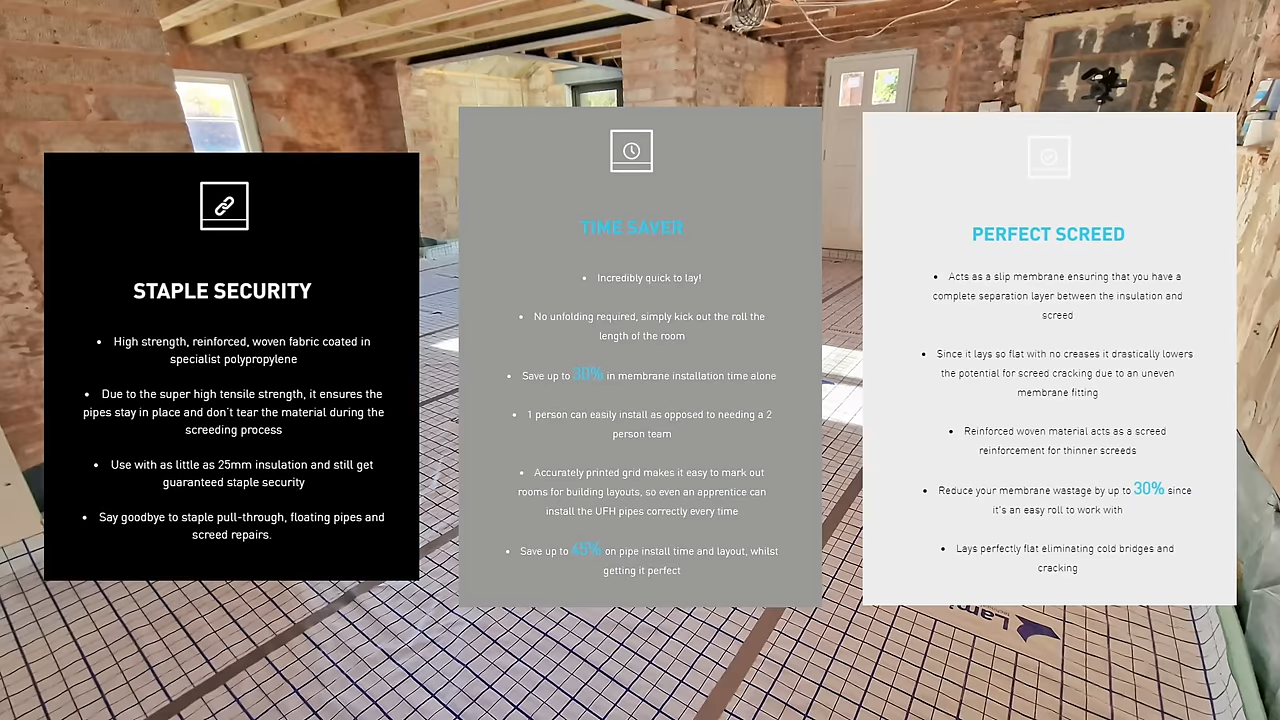 STAPLE SECURITY
• High strength, reinforced, woven fabric coated in
specialist polypropylene
• Due to the super high tensile strength, it ensures the
pipes stay in place and don't tear the material during the
screeding process
• Use with as little as 25mm insulation and still get
guaranteed staple security
• Say goodbye to staple pull-through, floating pipes and
screed repairs.
TIME SAVER
• Incredibly quick to lay!
• No unfolding required, simply kick out the roll the
length of the room
• Save up to 30% in membrane installation time alone
• 1 person can easily install as opposed to needing a 2
person team
• Accurately printed grid makes it easy to mark out
rooms for building layouts, so even an apprentice can
install the UFH pipes correctly every time
• Save up to 45% on pipe install time and layout, whilst
getting it perfect
PERFECT SCREED
• Acts as a slip membrane ensuring that you have a
complete separation layer between the insulation and
screed
• Since it lays so flat with no creases it drastically lowers
the potential for screed cracking due to an uneven
membrane fitting
• Reinforced woven material acts as a screed
reinforcement for thinner screeds
• Reduce your membrane wastage by up to 30% since
it's an easy roll to work with
• Lays perfectly flat eliminating cold bridges and
cracking